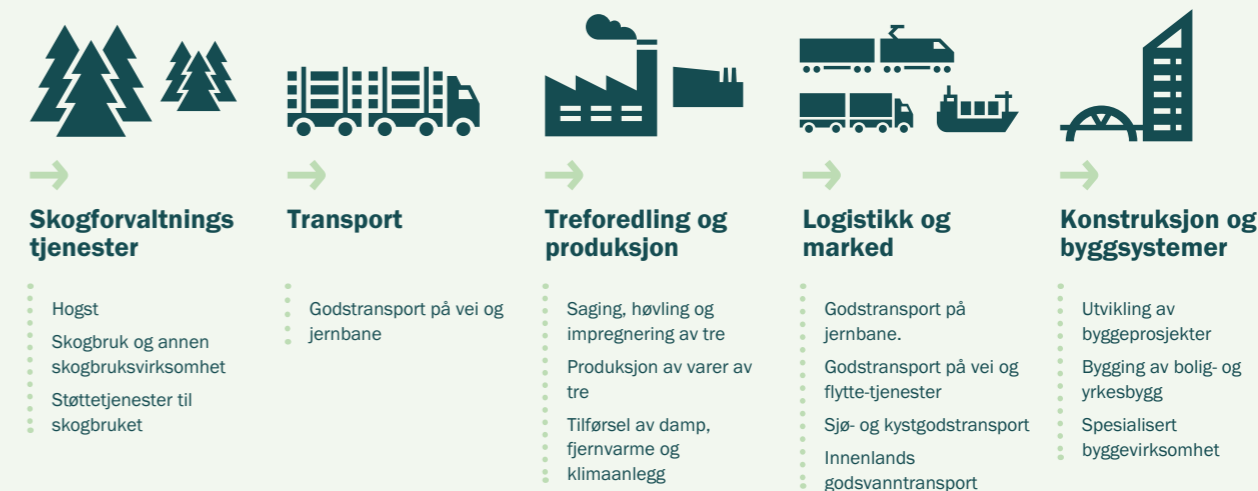 Skogforvaltnings
tjenester
Hogst
Skogbruk og annen
skogbruksvirksomhet
Støttetjenester til
skogbruket
Transport
Godstransport på vei og
jernbane
Treforedling og
produksjon
Saging, høvling og
impregnering av tre
Produksjon av varer av
tre
Tilførsel av damp,
fjernvarme og
klimaanlegg
Logistikk og
marked
Godstransport på
jernbane.
Godstransport på vei og
flytte-tjenester
Sjø- og kystgodstransport
Innenlands
godsvanntransport
Konstruksjon og
byggsystemer
Utvikling av
byggeprosjekter
Bygging av bolig- og
yrkesbygg
Spesialisert
byggevirksomhet